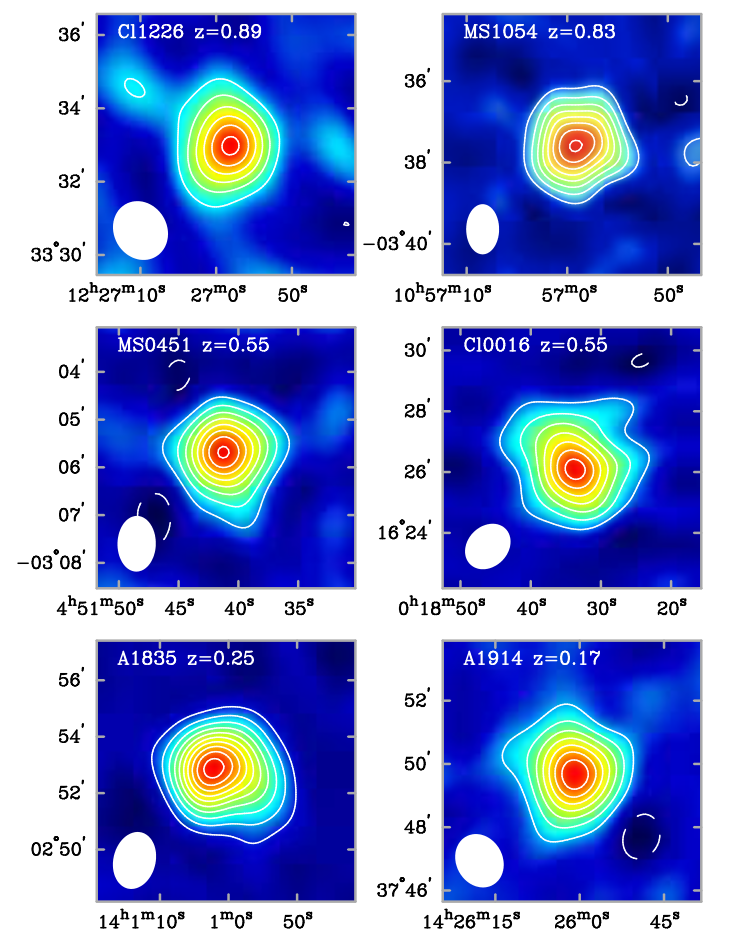 Cl1226 z=0.89
36′
34′
32′
33°30′
12ʰ27ᵐ10ˢ 27ᵐ0ˢ 50ˢ
MS1054 z=0.83
36′
38′
−03°40′
10ʰ57ᵐ10ˢ 57ᵐ0ˢ 50ˢ
MS0451 z=0.55
04′
05′
06′
07′
−03°08′
4ʰ51ᵐ50ˢ 45ˢ 40ˢ 35ˢ
Cl0016 z=0.55
30′
28′
26′
16°24′
0ʰ18ᵐ50ˢ 40ˢ 30ˢ 20ˢ
A1835 z=0.25
56′
54′
52′
02°50′
14ʰ1ᵐ10ˢ 1ᵐ0ˢ 50ˢ
A1914 z=0.17
52′
50′
48′
37°46′
14ʰ26ᵐ15ˢ 26ᵐ0ˢ 45ˢ